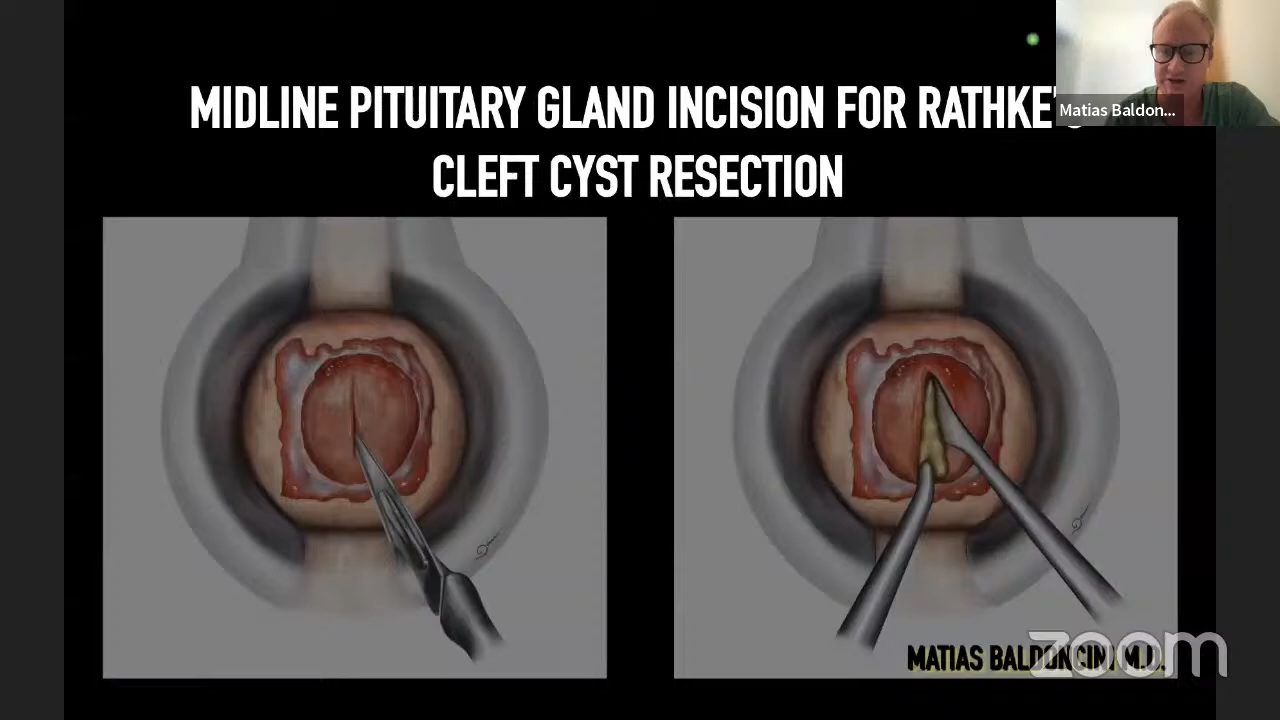 MIDLINE PITUITARY GLAND INCISION FOR RATHKE'S
CLEFT CYST RESECTION
Matias Baldon...
MATIAS BALDONCINI M.D.
zoom